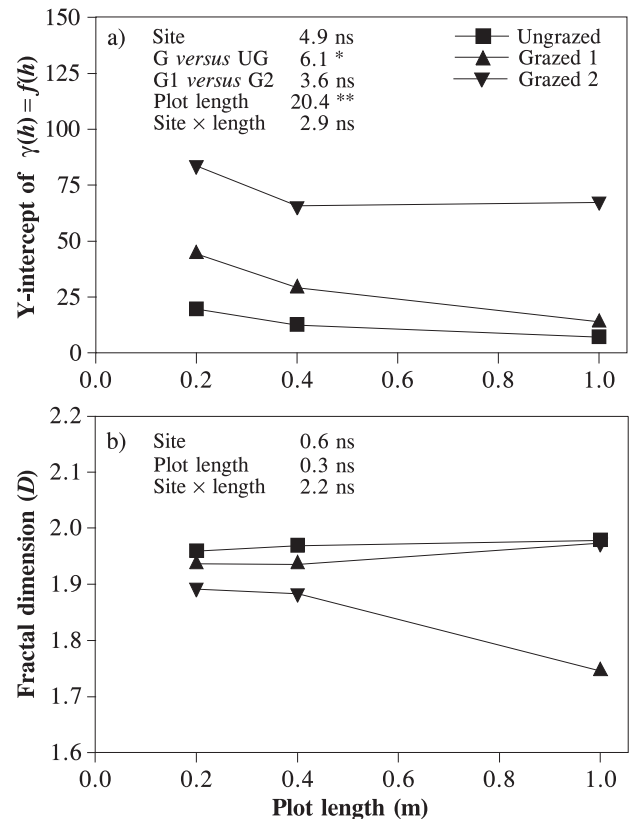 a)
Site 4.9 ns
G versus UG 6.1 *
G1 versus G2 3.6 ns
Plot length 20.4 **
Site × length 2.9 ns
Ungrazed
Grazed 1
Grazed 2
Y-intercept of γ(h) = f(h)
150
125
100
75
50
25
0
0.0 0.2 0.4 0.6 0.8 1.0
b)
Site 0.6 ns
Plot length 0.3 ns
Site × length 2.2 ns
Fractal dimension (D)
2.2
2.1
2.0
1.9
1.8
1.7
1.6
0.0 0.2 0.4 0.6 0.8 1.0
Plot length (m)